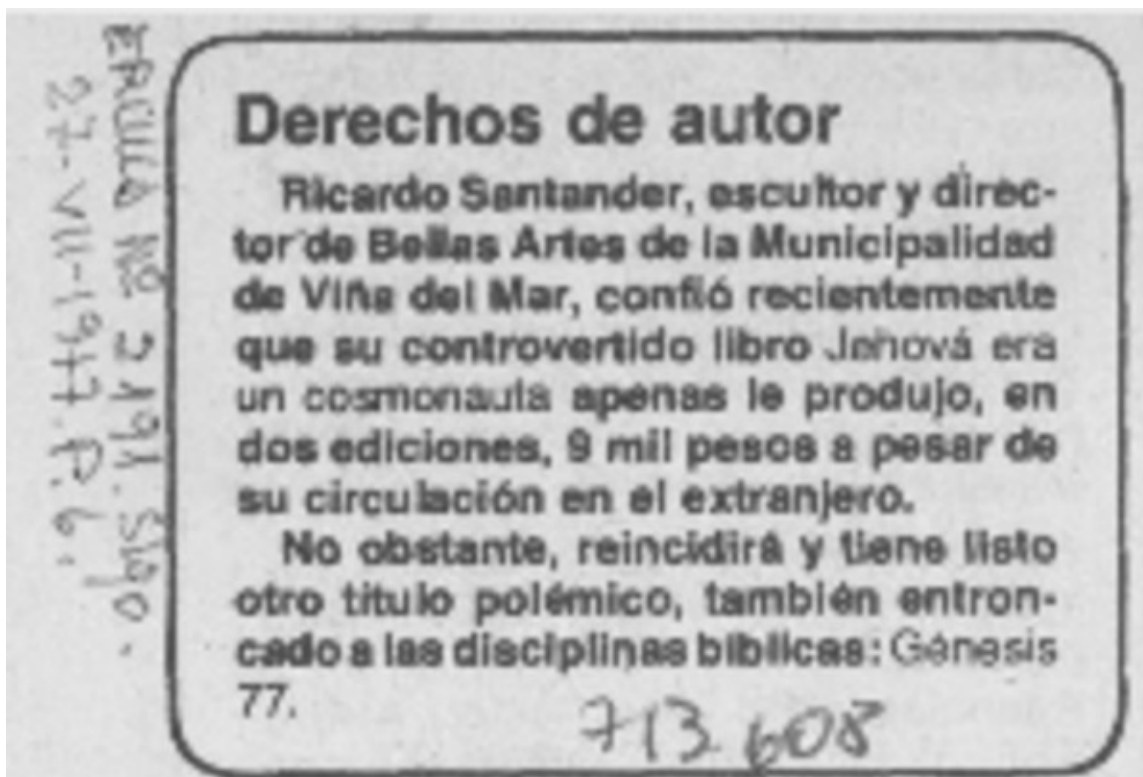 Derechos de autor
Ricardo Santander, escultor y direc-
tor de Bellas Artes de la Municipalidad
de Viña del Mar, confió recientemente
que su controvertido libro Jehová era
un cosmonauta apenas le produjo, en
dos ediciones, 9 mil pesos a pesar de
su circulación en el extranjero.
No obstante, reincidirá y tiene listo
otro título polémico, también entron-
cado a las disciplinas bíblicas: Génesis
77.
713 608
ERCILLA Nº 2191. Stgo.
27-VII-1977. P. 6.